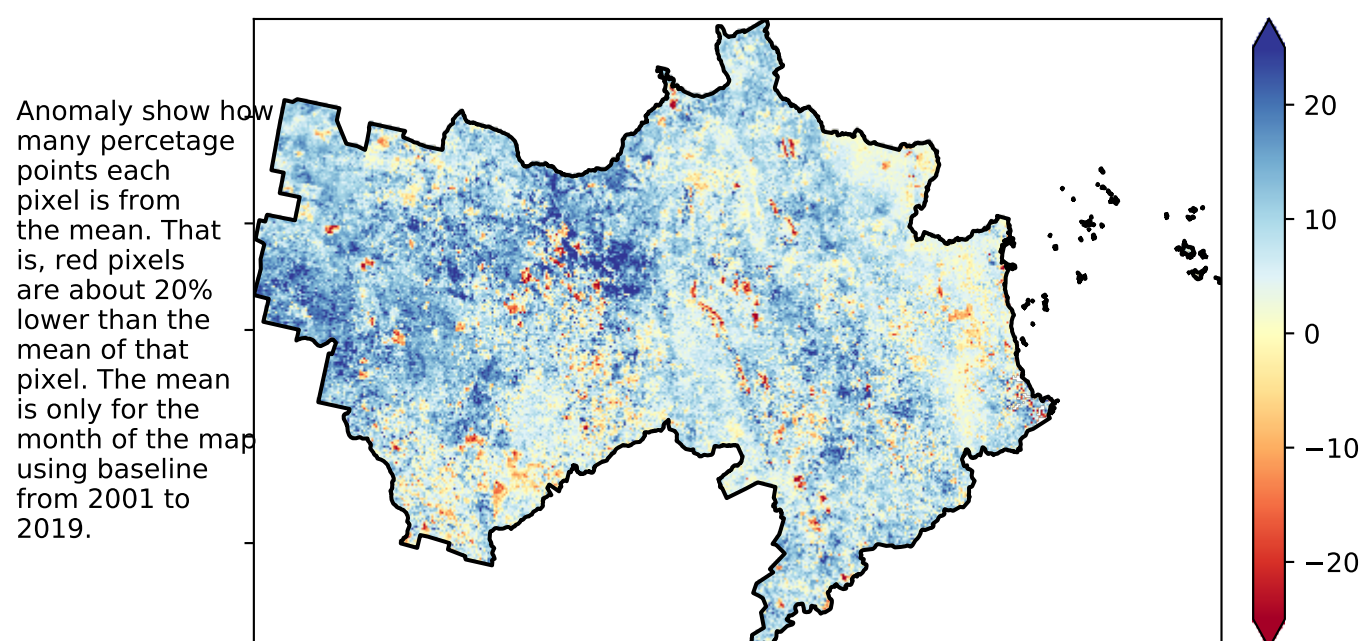 Anomaly show how
many percetage
points each
pixel is from
the mean. That
is, red pixels
are about 20%
lower than the
mean of that
pixel. The mean
is only for the
month of the map
using baseline
from 2001 to
2019.
20
10
0
−10
−20